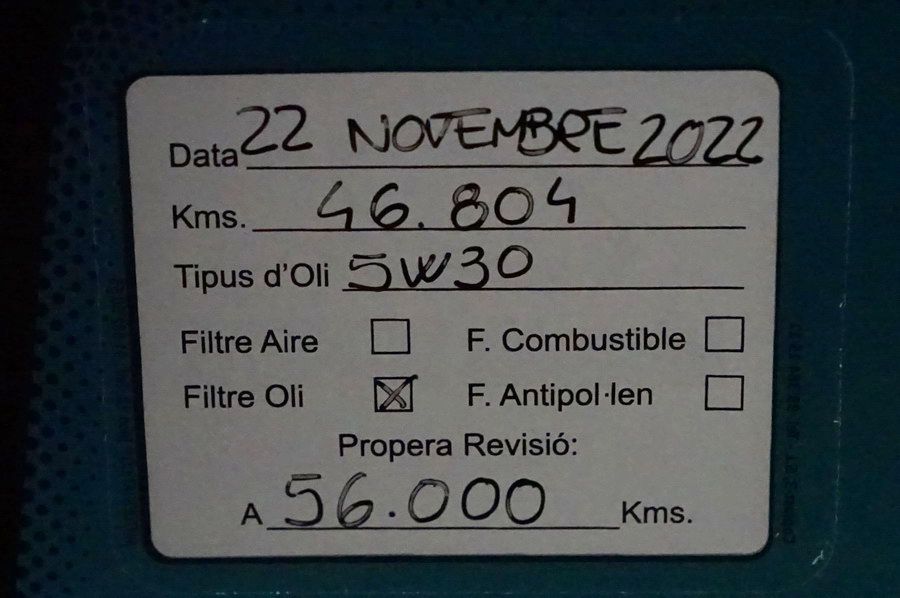 Data 22 NOVEMBRE 2022
Kms. 46.804
Tipus d'Oli 5W30
Filtre Aire ☐ F. Combustible ☐
Filtre Oli ☒ F. Antipol·len ☐
Propera Revisió:
A 56.000 Kms.